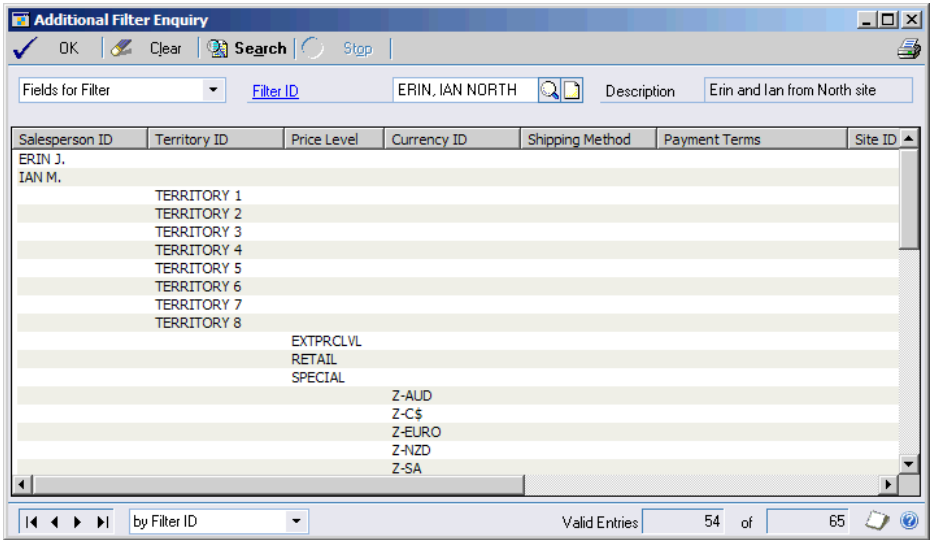 Additional Filter Enquiry
OK Clear Search Stop
Fields for Filter Filter ID ERIN, IAN NORTH Description Erin and Ian from North site
Salesperson ID Territory ID Price Level Currency ID Shipping Method Payment Terms Site ID
ERIN J.
IAN M.
TERRITORY 1
TERRITORY 2
TERRITORY 3
TERRITORY 4
TERRITORY 5
TERRITORY 6
TERRITORY 7
TERRITORY 8
EXTPRCLVL
RETAIL
SPECIAL
Z-AUD
Z-C$
Z-EURO
Z-NZD
Z-SA
by Filter ID Valid Entries 54 of 65